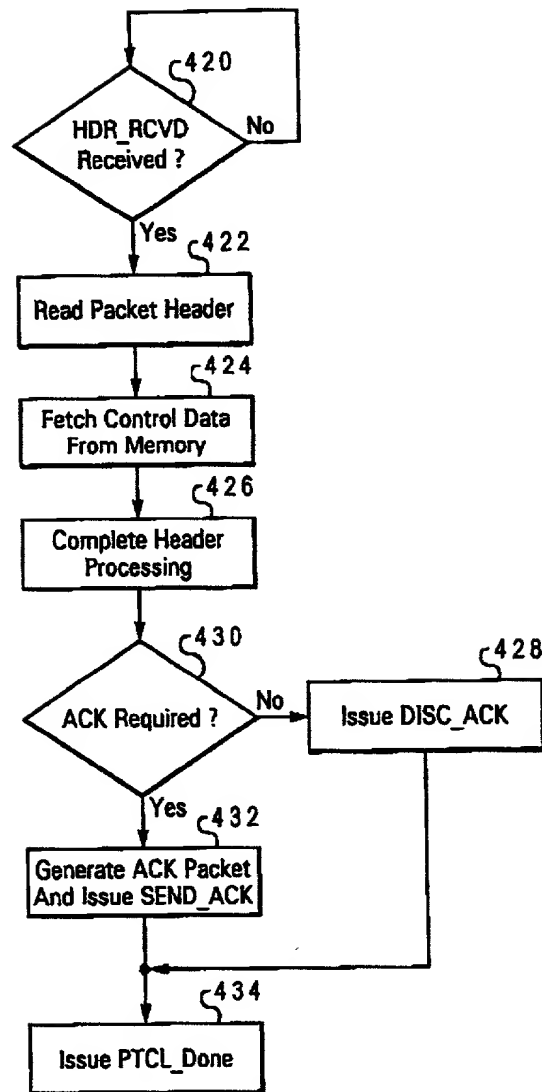 420
HDR_RCVD
Received ?
No
Yes
422
Read Packet Header
424
Fetch Control Data
From Memory
426
Complete Header
Processing
430
428
ACK Required ?
No
Issue DISC_ACK
Yes
432
Generate ACK Packet
And Issue SEND_ACK
434
Issue PTCL_Done